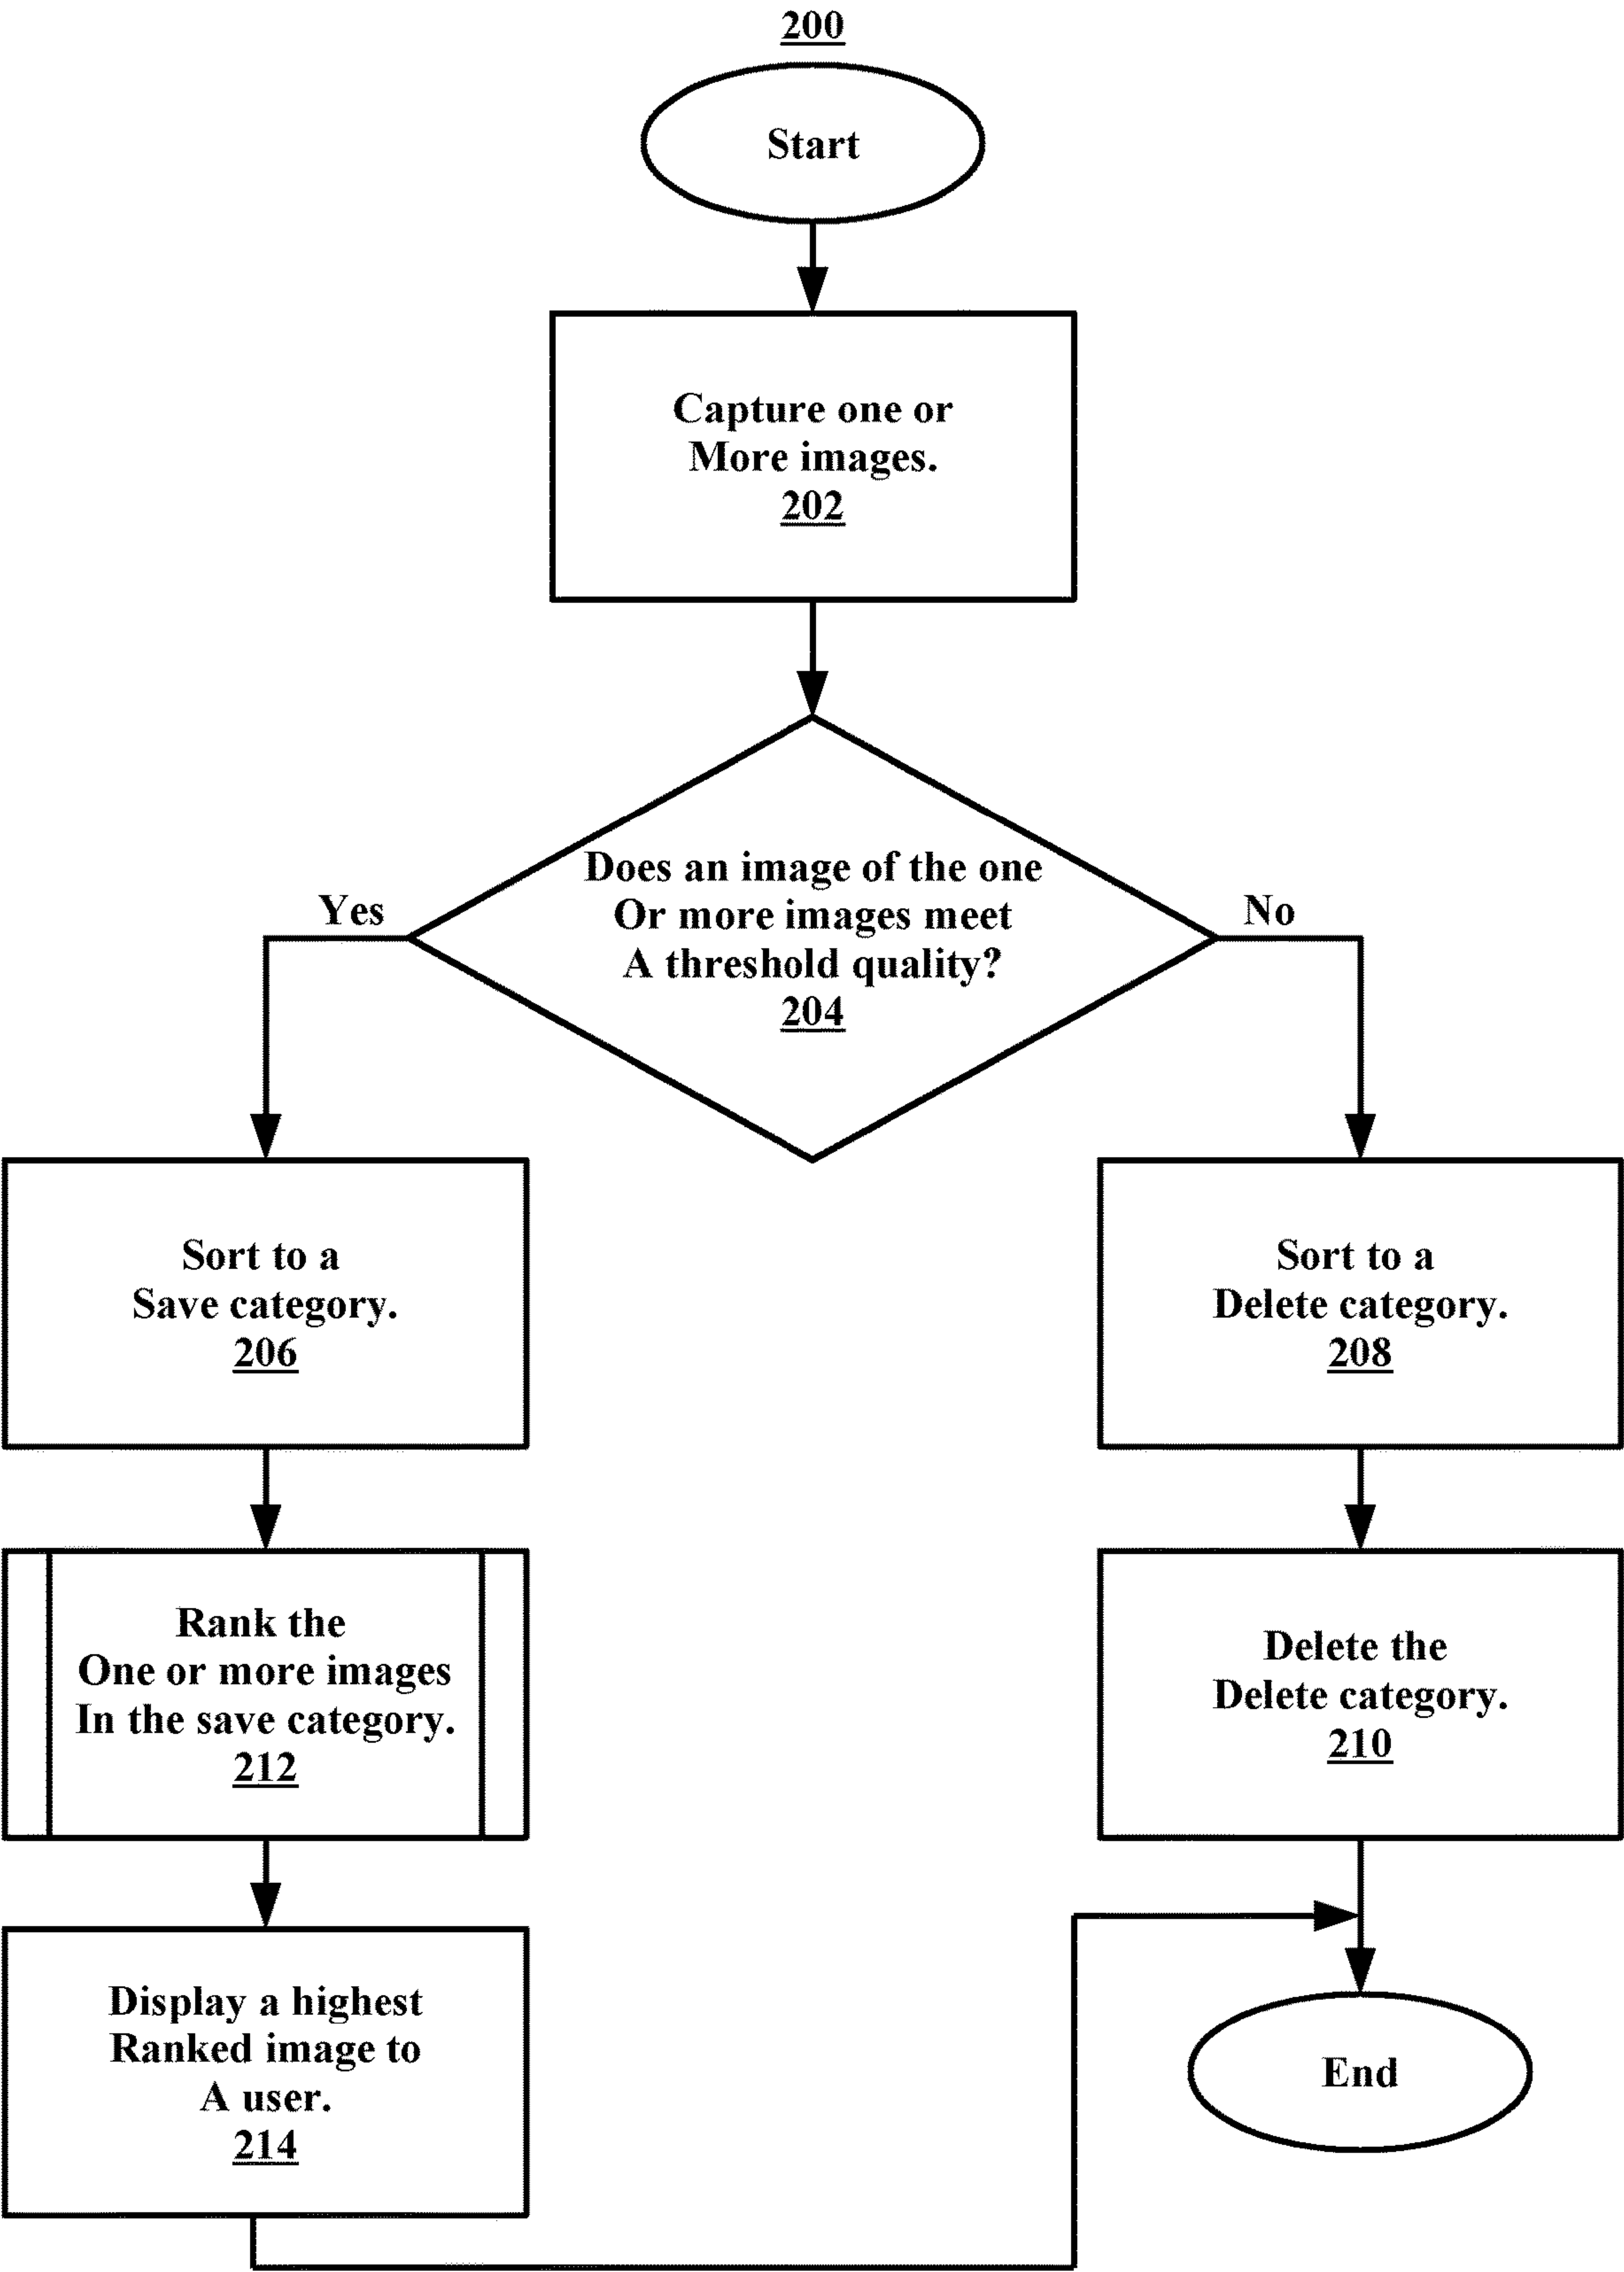 200
Start
Capture one or
More images.
202
Does an image of the one
Or more images meet
A threshold quality?
204
Yes
No
Sort to a
Save category.
206
Sort to a
Delete category.
208
Rank the
One or more images
In the save category.
212
Delete the
Delete category.
210
Display a highest
Ranked image to
A user.
214
End